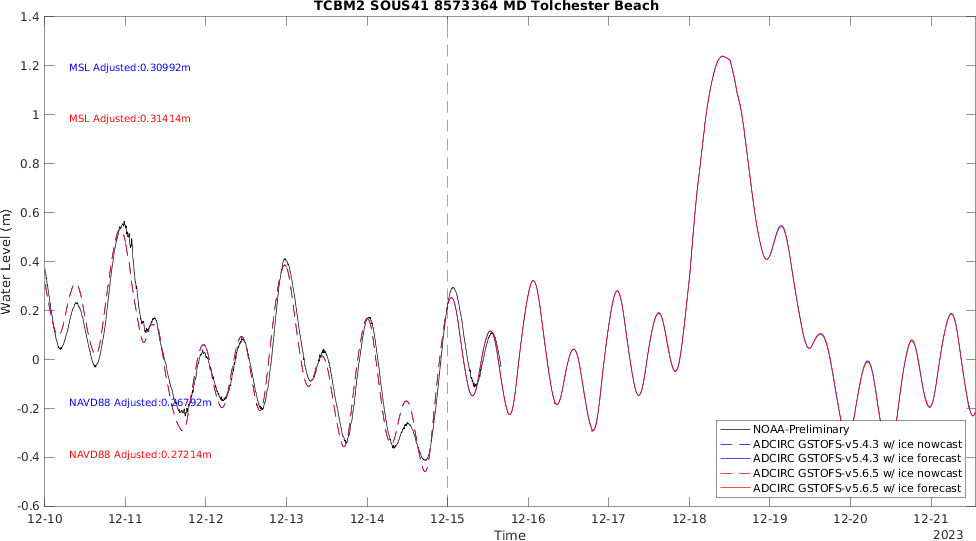 TCBM2 SOUS41 8573364 MD Tolchester Beach
1.4
1.2
1
0.8
0.6
0.4
0.2
0
-0.2
-0.4
-0.6
Water Level (m)
MSL Adjusted:0.30992m
MSL Adjusted:0.31414m
NAVD88 Adjusted:0.26792m
NAVD88 Adjusted:0.27214m
NOAA-Preliminary
ADCIRC GSTOFS-v5.4.3 w/ ice nowcast
ADCIRC GSTOFS-v5.4.3 w/ ice forecast
ADCIRC GSTOFS-v5.6.5 w/ ice nowcast
ADCIRC GSTOFS-v5.6.5 w/ ice forecast
12-10 12-11 12-12 12-13 12-14 12-15 12-16 12-17 12-18 12-19 12-20 12-21
Time
2023